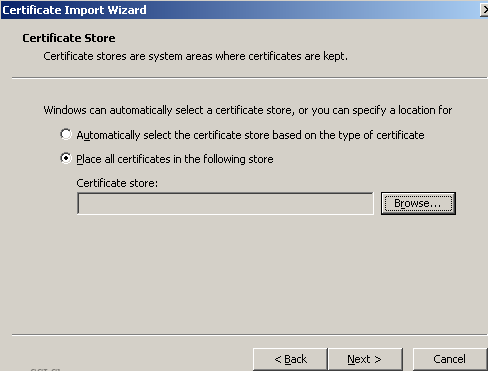 Certificate Import Wizard
Certificate Store
Certificate stores are system areas where certificates are kept.
Windows can automatically select a certificate store, or you can specify a location for
Automatically select the certificate store based on the type of certificate
Place all certificates in the following store
Certificate store:
Browse...
< Back
Next >
Cancel